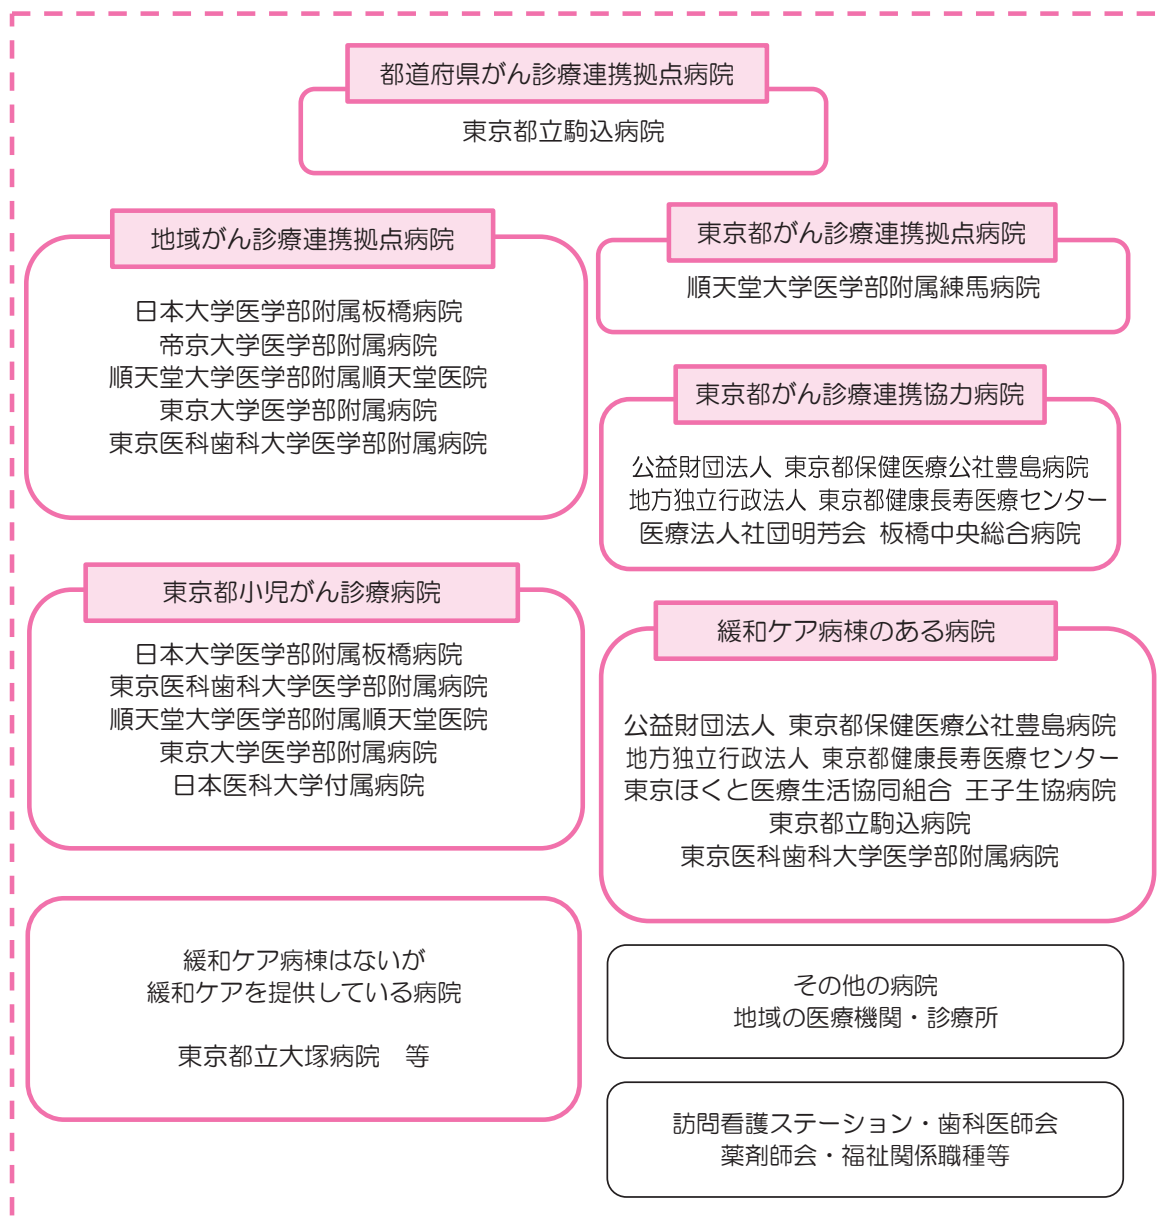 都道府県がん診療連携拠点病院
東京都立駒込病院
地域がん診療連携拠点病院
日本大学医学部附属板橋病院
帝京大学医学部附属病院
順天堂大学医学部附属順天堂医院
東京大学医学部附属病院
東京医科歯科大学医学部附属病院
東京都がん診療連携拠点病院
順天堂大学医学部附属練馬病院
東京都がん診療連携協力病院
公益財団法人 東京都保健医療公社豊島病院
地方独立行政法人 東京都健康長寿医療センター
医療法人社団明芳会 板橋中央総合病院
東京都小児がん診療病院
日本大学医学部附属板橋病院
東京医科歯科大学医学部附属病院
順天堂大学医学部附属順天堂医院
東京大学医学部附属病院
日本医科大学付属病院
緩和ケア病棟のある病院
公益財団法人 東京都保健医療公社豊島病院
地方独立行政法人 東京都健康長寿医療センター
東京ほくと医療生活協同組合 王子生協病院
東京都立駒込病院
東京医科歯科大学医学部附属病院
緩和ケア病棟はないが
緩和ケアを提供している病院
東京都立大塚病院　等
その他の病院
地域の医療機関・診療所
訪問看護ステーション・歯科医師会
薬剤師会・福祉関係職種等